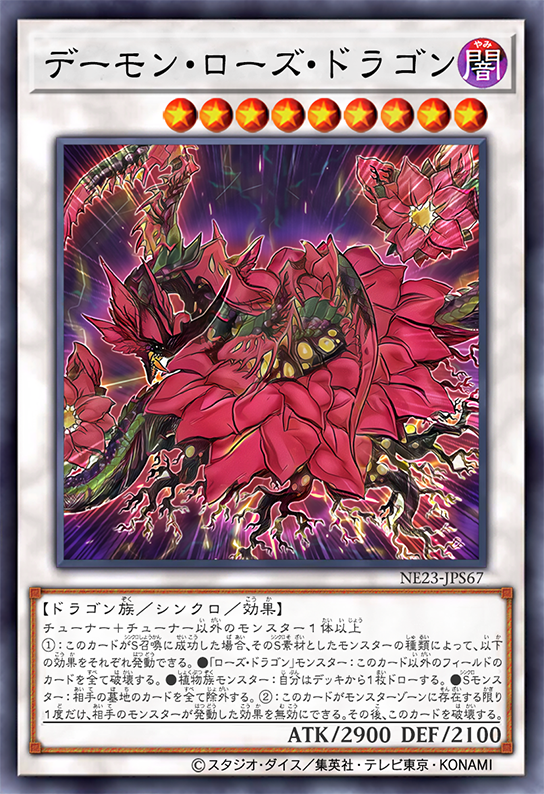 デーモン・ローズ・ドラゴン
闇
やみ
NE23-JPS67
【ドラゴン族／シンクロ／効果】
チューナー＋チューナー以外のモンスター１体以上
①：このカードがS召喚に成功した場合、そのS素材としたモンスターの種類によって、以下
の効果をそれぞれ発動できる。●「ローズ・ドラゴン」モンスター：このカード以外のフィールドの
カードを全て破壊する。●植物族モンスター：自分はデッキから１枚ドローする。●Sモン
スター：相手の墓地のカードを全て除外する。②：このカードがモンスターゾーンに存在する限り
１度だけ、相手のモンスターが発動した効果を無効にできる。その後、このカードを破壊する。
ATK/2900 DEF/2100
©スタジオ・ダイス／集英社・テレビ東京・KONAMI